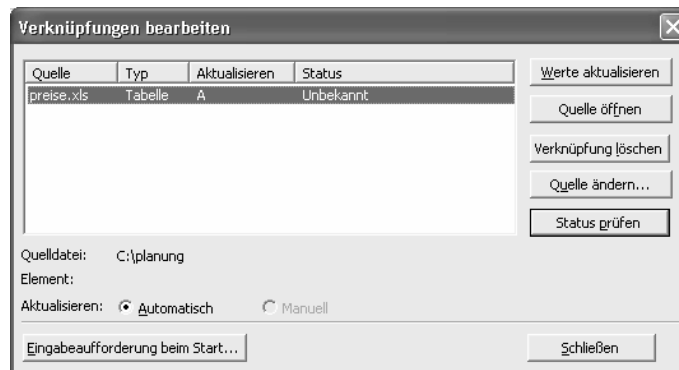 Verknüpfungen bearbeiten
Quelle Typ Aktualisieren Status
preise.xls Tabelle A Unbekannt
Werte aktualisieren
Quelle öffnen
Verknüpfung löschen
Quelle ändern...
Status prüfen
Quelldatei: C:\planung
Element:
Aktualisieren: Automatisch Manuell
Eingabeaufforderung beim Start... Schließen